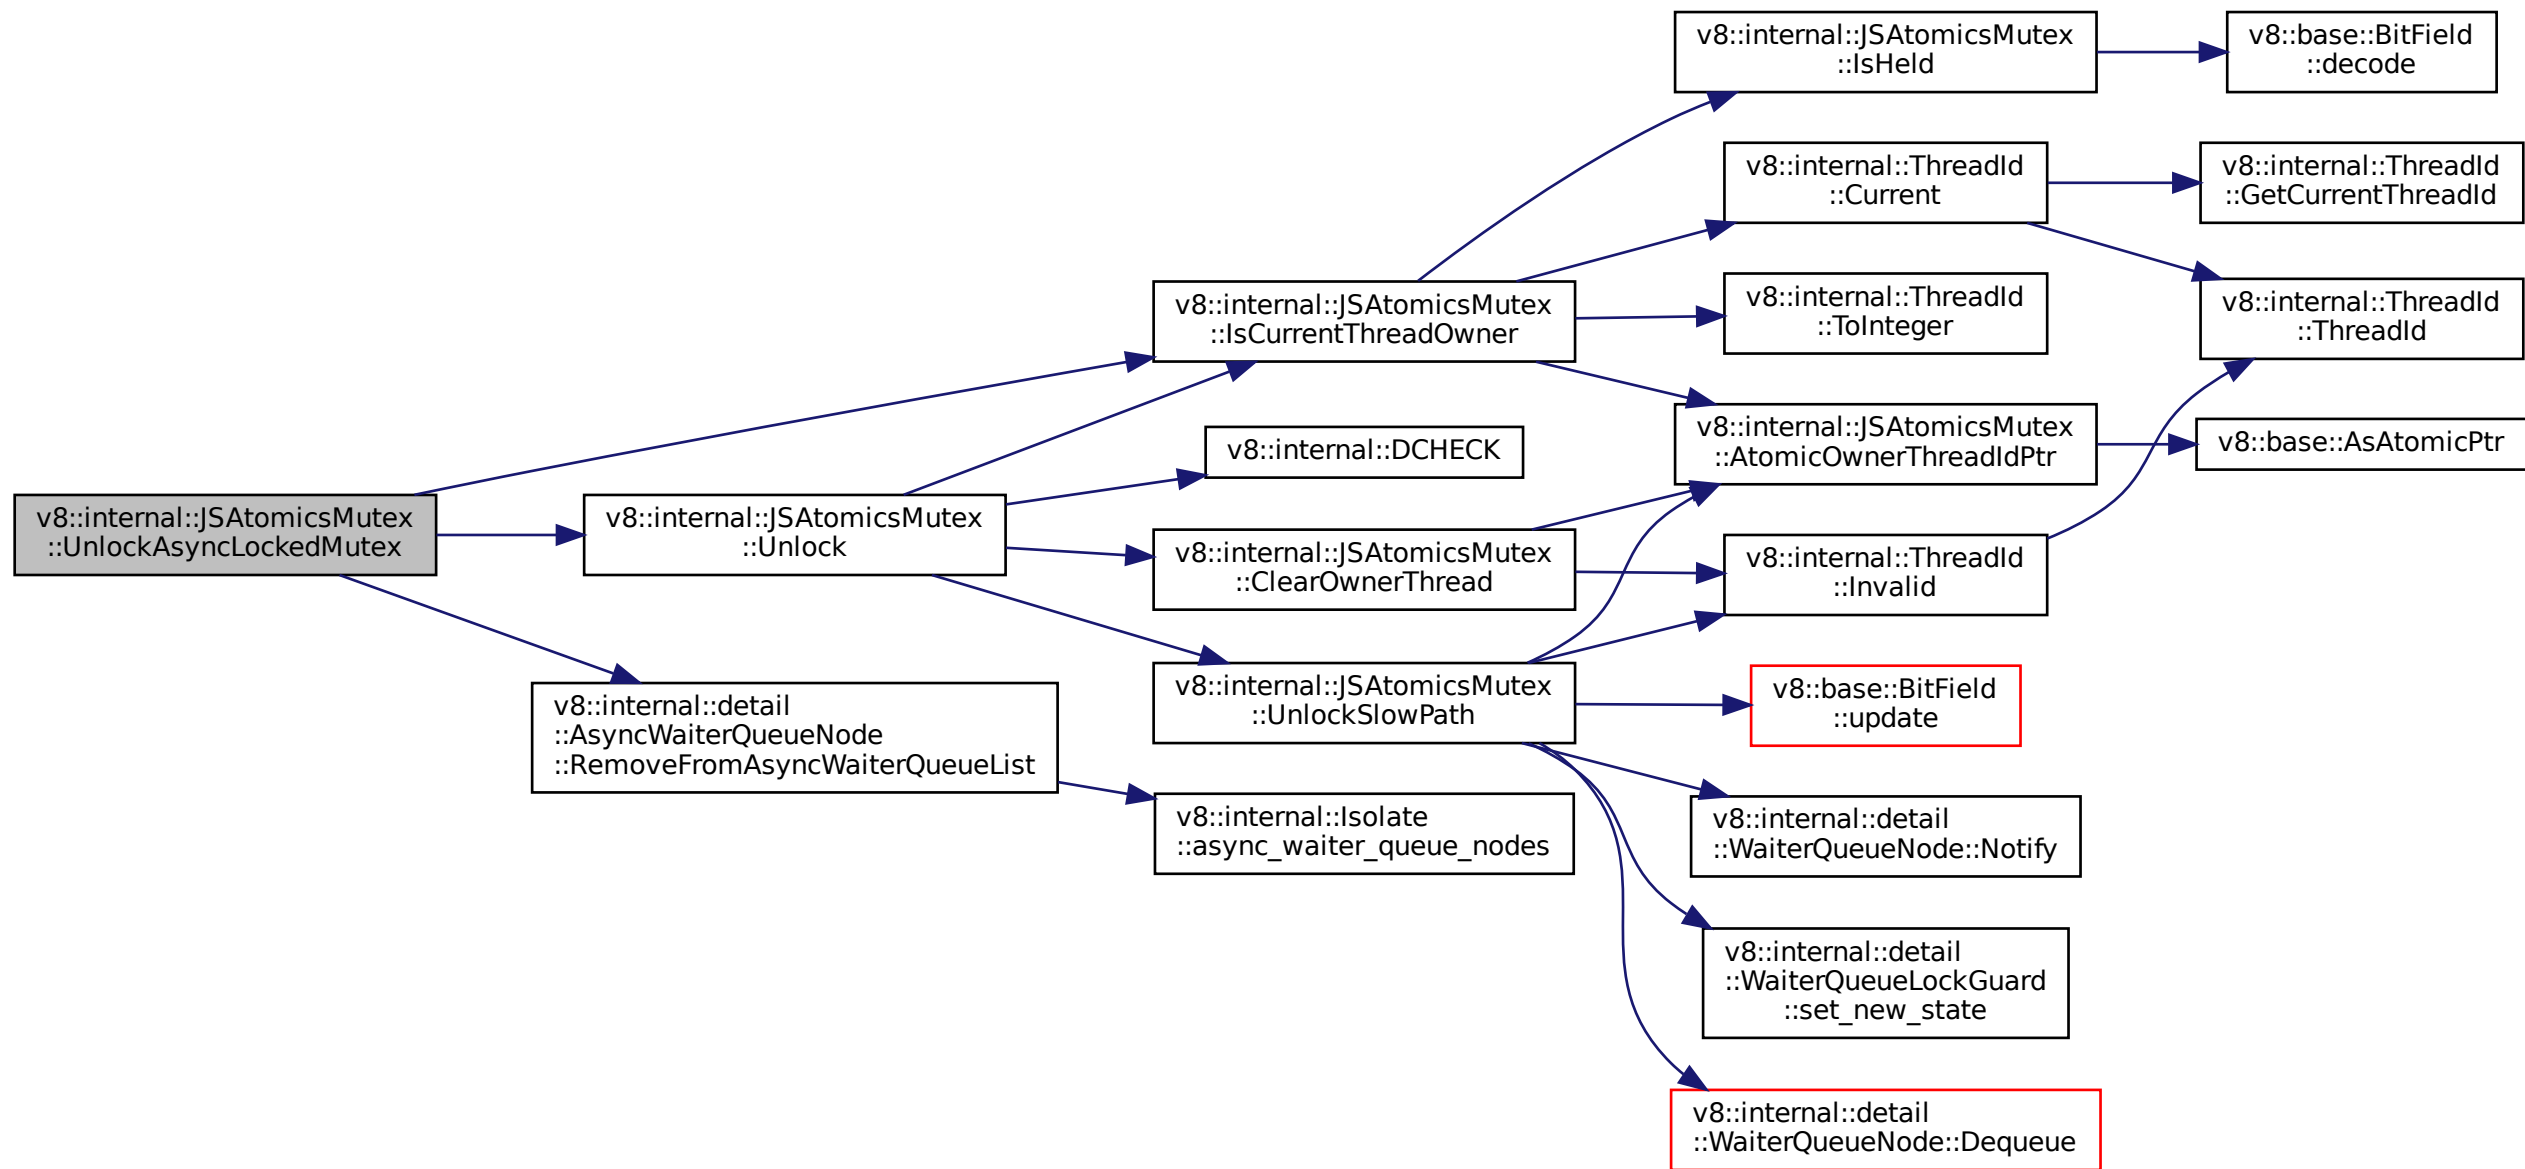 v8::internal::JSAtomicsMutex
::UnlockAsyncLockedMutex
v8::internal::JSAtomicsMutex
::IsCurrentThreadOwner
v8::internal::JSAtomicsMutex
::Unlock
v8::internal::detail
::AsyncWaiterQueueNode
::RemoveFromAsyncWaiterQueueList
v8::internal::JSAtomicsMutex
::IsHeld
v8::base::BitField
::decode
v8::internal::ThreadId
::Current
v8::internal::ThreadId
::GetCurrentThreadId
v8::internal::ThreadId
::ThreadId
v8::internal::ThreadId
::ToInteger
v8::internal::JSAtomicsMutex
::AtomicOwnerThreadIdPtr
v8::base::AsAtomicPtr
v8::internal::DCHECK
v8::internal::JSAtomicsMutex
::ClearOwnerThread
v8::internal::ThreadId
::Invalid
v8::internal::JSAtomicsMutex
::UnlockSlowPath
v8::base::BitField
::update
v8::internal::detail
::WaiterQueueNode::Notify
v8::internal::detail
::WaiterQueueLockGuard
::set_new_state
v8::internal::detail
::WaiterQueueNode::Dequeue
v8::internal::Isolate
::async_waiter_queue_nodes